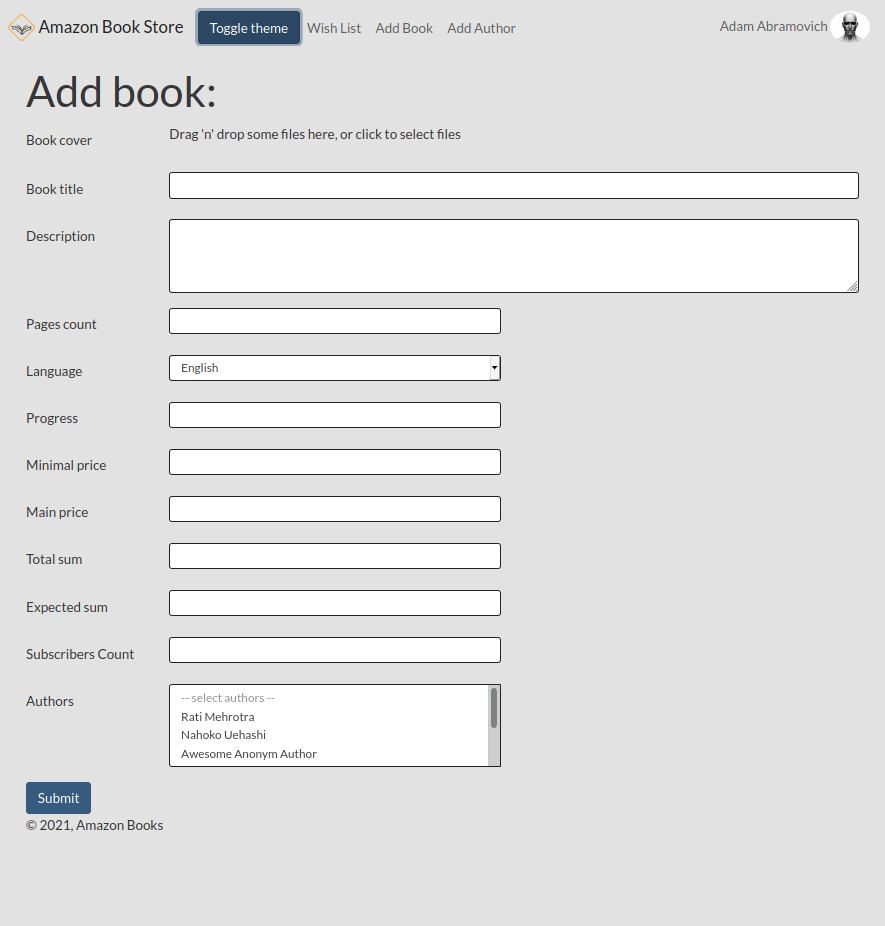 Amazon Book Store Toggle theme Wish List Add Book Add Author Adam Abramovich
Add book:
Book cover Drag 'n' drop some files here, or click to select files
Book title
Description
Pages count
Language English
Progress
Minimal price
Main price
Total sum
Expected sum
Subscribers Count
Authors -- select authors --
Rati Mehrotra
Nahoko Uehashi
Awesome Anonym Author
Submit
© 2021, Amazon Books